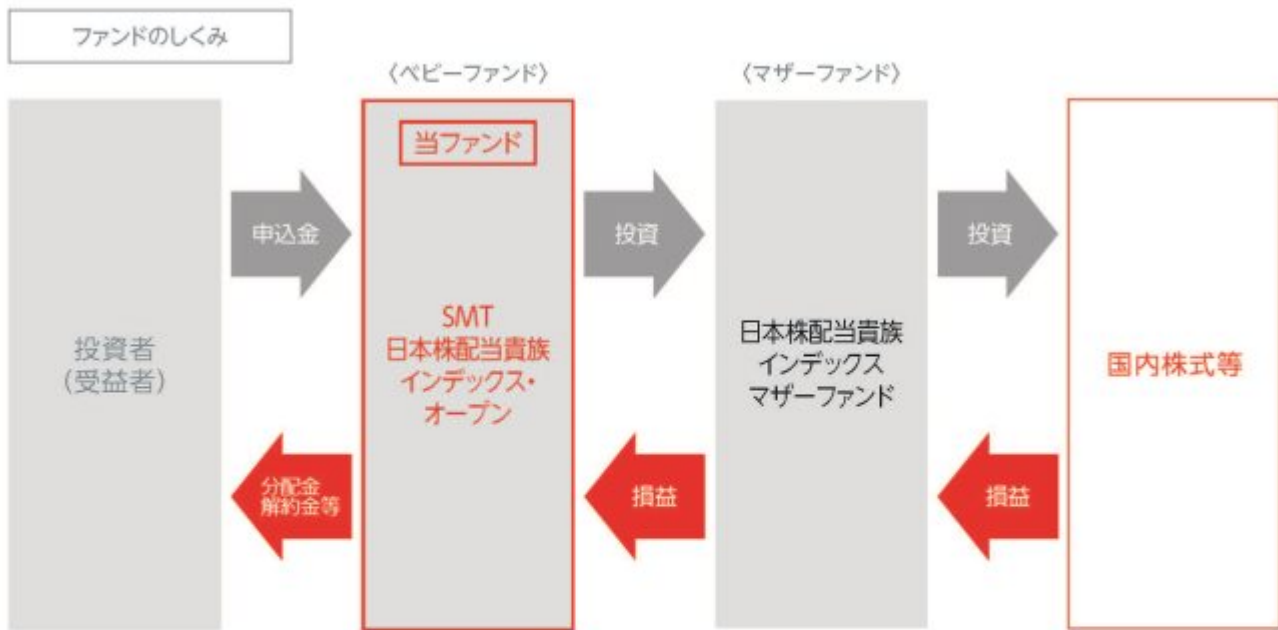 ファンドのしくみ
〈ベビーファンド〉
〈マザーファンド〉
当ファンド
申込金
投資
投資
投資者
(受益者)
SMT
日本株配当貴族
インデックス・
オープン
日本株配当貴族
インデックス
マザーファンド
国内株式等
分配金
解約金等
損益
損益